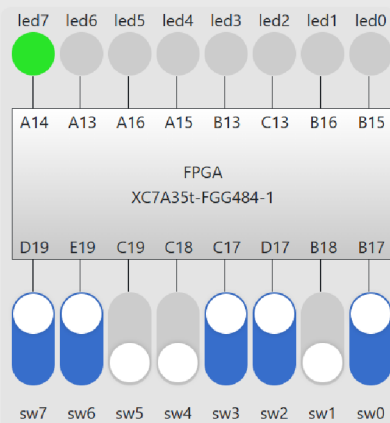 led7 led6 led5 led4 led3 led2 led1 led0
A14 A13 A16 A15 B13 C13 B16 B15
FPGA
XC7A35t-FGG484-1
D19 E19 C19 C18 C17 D17 B18 B17
sw7 sw6 sw5 sw4 sw3 sw2 sw1 sw0